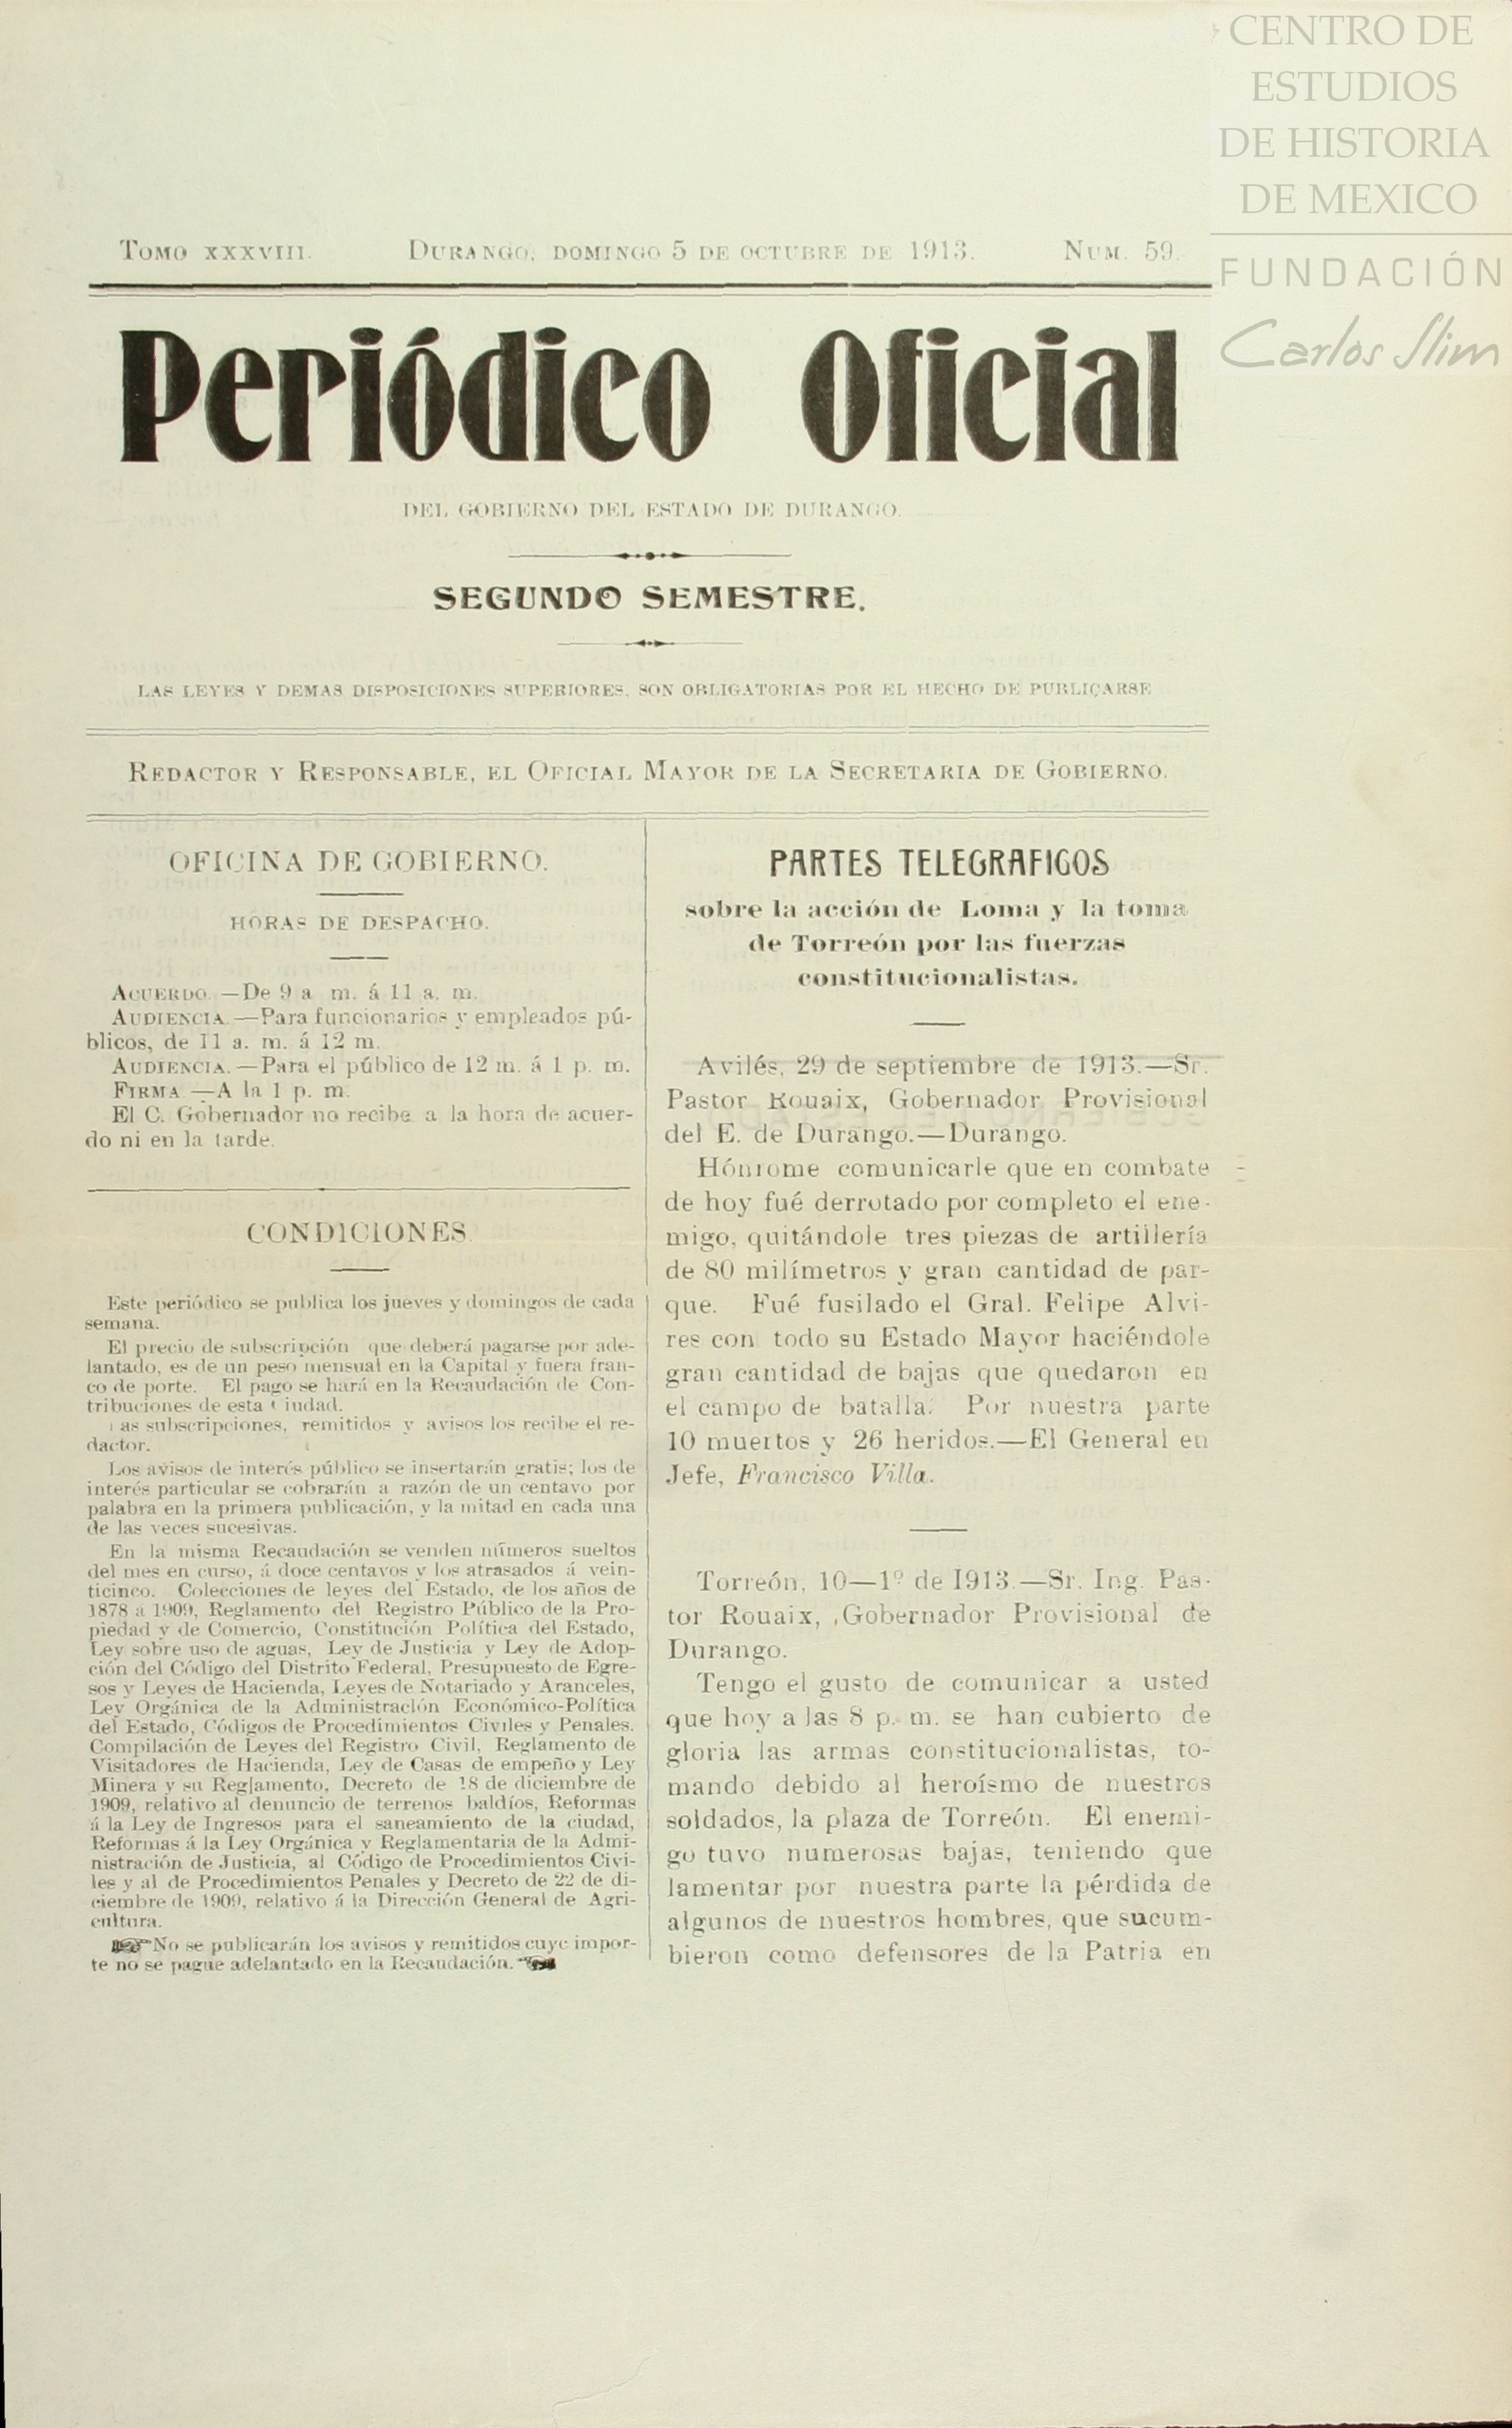 CENTRO DE
ESTUDIOS
DE HISTORIA
DE MEXICO
FUNDACIÓN
Carlos Slim
TOMO XXXVIII.
DURANGO, DOMINGO 5 DE OCTUBRE DE 1913.
NUM. 59.
Periódico Oficial
DEL GOBIERNO DEL ESTADO DE DURANGO.
SEGUNDO SEMESTRE.
LAS LEYES Y DEMAS DISPOSICIONES SUPERIORES, SON OBLIGATORIAS POR EL HECHO DE PUBLICARSE
REDACTOR Y RESPONSABLE, EL OFICIAL MAYOR DE LA SECRETARIA DE GOBIERNO.
OFICINA DE GOBIERNO.
HORAS DE DESPACHO.
ACUERDO.—De 9 a m. á 11 a. m.
AUDIENCIA.—Para funcionarios y empleados pú-
blicos, de 11 a. m. á 12 m.
AUDIENCIA.—Para el público de 12 m. á 1 p. m.
FIRMA.—A la 1 p. m.
El C. Gobernador no recibe a la hora de acuer-
do ni en la tarde.
CONDICIONES.
Este periódico se publica los jueves y domingos de cada
semana.
El precio de subscripción que deberá pagarse por ade-
lantado, es de un peso mensual en la Capital y fuera fran-
co de porte. El pago se hará en la Recaudación de Con-
tribuciones de esta Ciudad.
as subscripciones, remitidos y avisos los recibe el re-
dactor.
Los avisos de interés público se insertarán gratis; los de
interés particular se cobrarán a razón de un centavo por
palabra en la primera publicación, y la mitad en cada una
de las veces sucesivas.
En la misma Recaudación se venden números sueltos
del mes en curso, á doce centavos y los atrasados á vein-
ticinco. Colecciones de leyes del Estado, de los años de
1878 a 1909, Reglamento del Registro Público de la Pro-
piedad y de Comercio, Constitución Política del Estado,
Ley sobre uso de aguas, Ley de Justicia y Ley de Adop-
ción del Código del Distrito Federal, Presupuesto de Egre-
sos y Leyes de Hacienda, Leyes de Notariado y Aranceles,
Ley Orgánica de la Administración Económico-Política
del Estado, Códigos de Procedimientos Civiles y Penales.
Compilación de Leyes del Registro Civil, Reglamento de
Visitadores de Hacienda, Ley de Casas de empeño y Ley
Minera y su Reglamento, Decreto de 18 de diciembre de
1909, relativo al denuncio de terrenos baldíos, Reformas
á la Ley de Ingresos para el saneamiento de la ciudad,
Reformas á la Ley Orgánica y Reglamentaria de la Admi-
nistración de Justicia, al Código de Procedimientos Civi-
les y al de Procedimientos Penales y Decreto de 22 de di-
ciembre de 1909, relativo á la Dirección General de Agri-
cultura.
No se publicarán los avisos y remitidos cuyc impor-
te no se pague adelantado en la Recaudación.
PARTES TELEGRAFICOS
sobre la acción de Loma y la toma
de Torreón por las fuerzas
constitucionalistas.
Avilés, 29 de septiembre de 1913.—Sr.
Pastor Rouaix, Gobernador Provisional
del E. de Durango.—Durango.
Hónrome comunicarle que en combate
de hoy fué derrotado por completo el ene-
migo, quitándole tres piezas de artillería
de 80 milímetros y gran cantidad de par-
que. Fué fusilado el Gral. Felipe Alvi-
res con todo su Estado Mayor haciéndole
gran cantidad de bajas que quedaron en
el campo de batalla. Por nuestra parte
10 muertos y 26 heridos.—El General en
Jefe, Francisco Villa.
Torreón, 10—1º de 1913.—Sr. Ing. Pas-
tor Rouaix, Gobernador Provisional de
Durango.
Tengo el gusto de comunicar a usted
que hoy a las 8 p. m. se han cubierto de
gloria las armas constitucionalistas, to-
mando debido al heroísmo de nuestros
soldados, la plaza de Torreón. El enemi-
go tuvo numerosas bajas, teniendo que
lamentar por nuestra parte la pérdida de
algunos de nuestros hombres, que sucum-
bieron como defensores de la Patria en